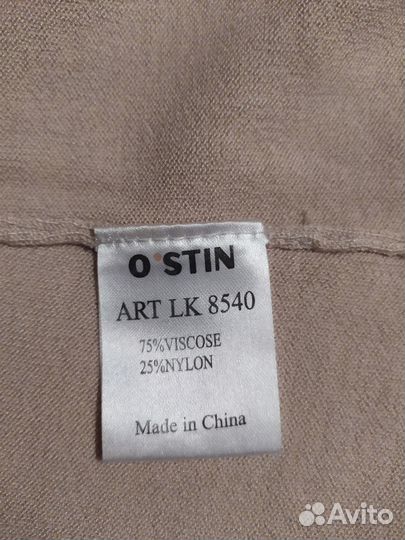 O'STIN
ART LK 8540
75%VISCOSE
25%NYLON
Made in China
Avito